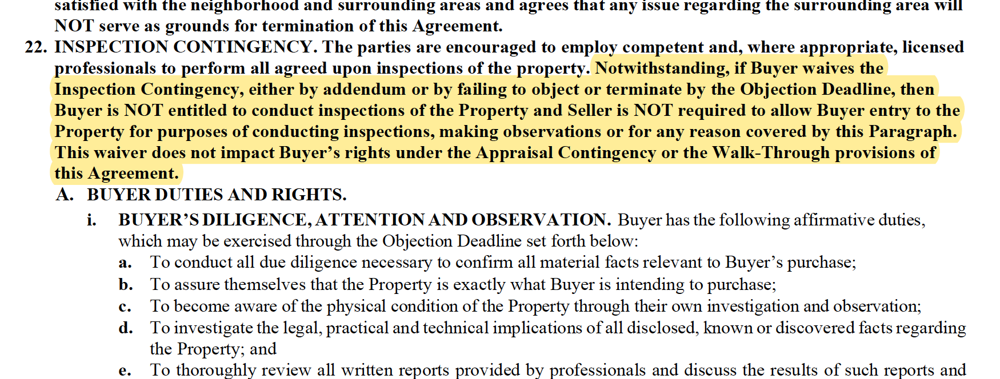 satisfied with the neighborhood and surrounding areas and agrees that any issue regarding the surrounding area will
NOT serve as grounds for termination of this Agreement.
22. INSPECTION CONTINGENCY. The parties are encouraged to employ competent and, where appropriate, licensed
professionals to perform all agreed upon inspections of the property. Notwithstanding, if Buyer waives the
Inspection Contingency, either by addendum or by failing to object or terminate by the Objection Deadline, then
Buyer is NOT entitled to conduct inspections of the Property and Seller is NOT required to allow Buyer entry to the
Property for purposes of conducting inspections, making observations or for any reason covered by this Paragraph.
This waiver does not impact Buyer’s rights under the Appraisal Contingency or the Walk-Through provisions of
this Agreement.
A. BUYER DUTIES AND RIGHTS.
i. BUYER’S DILIGENCE, ATTENTION AND OBSERVATION. Buyer has the following affirmative duties,
which may be exercised through the Objection Deadline set forth below:
a. To conduct all due diligence necessary to confirm all material facts relevant to Buyer’s purchase;
b. To assure themselves that the Property is exactly what Buyer is intending to purchase;
c. To become aware of the physical condition of the Property through their own investigation and observation;
d. To investigate the legal, practical and technical implications of all disclosed, known or discovered facts regarding
the Property; and
e. To thoroughly review all written reports provided by professionals and discuss the results of such reports and